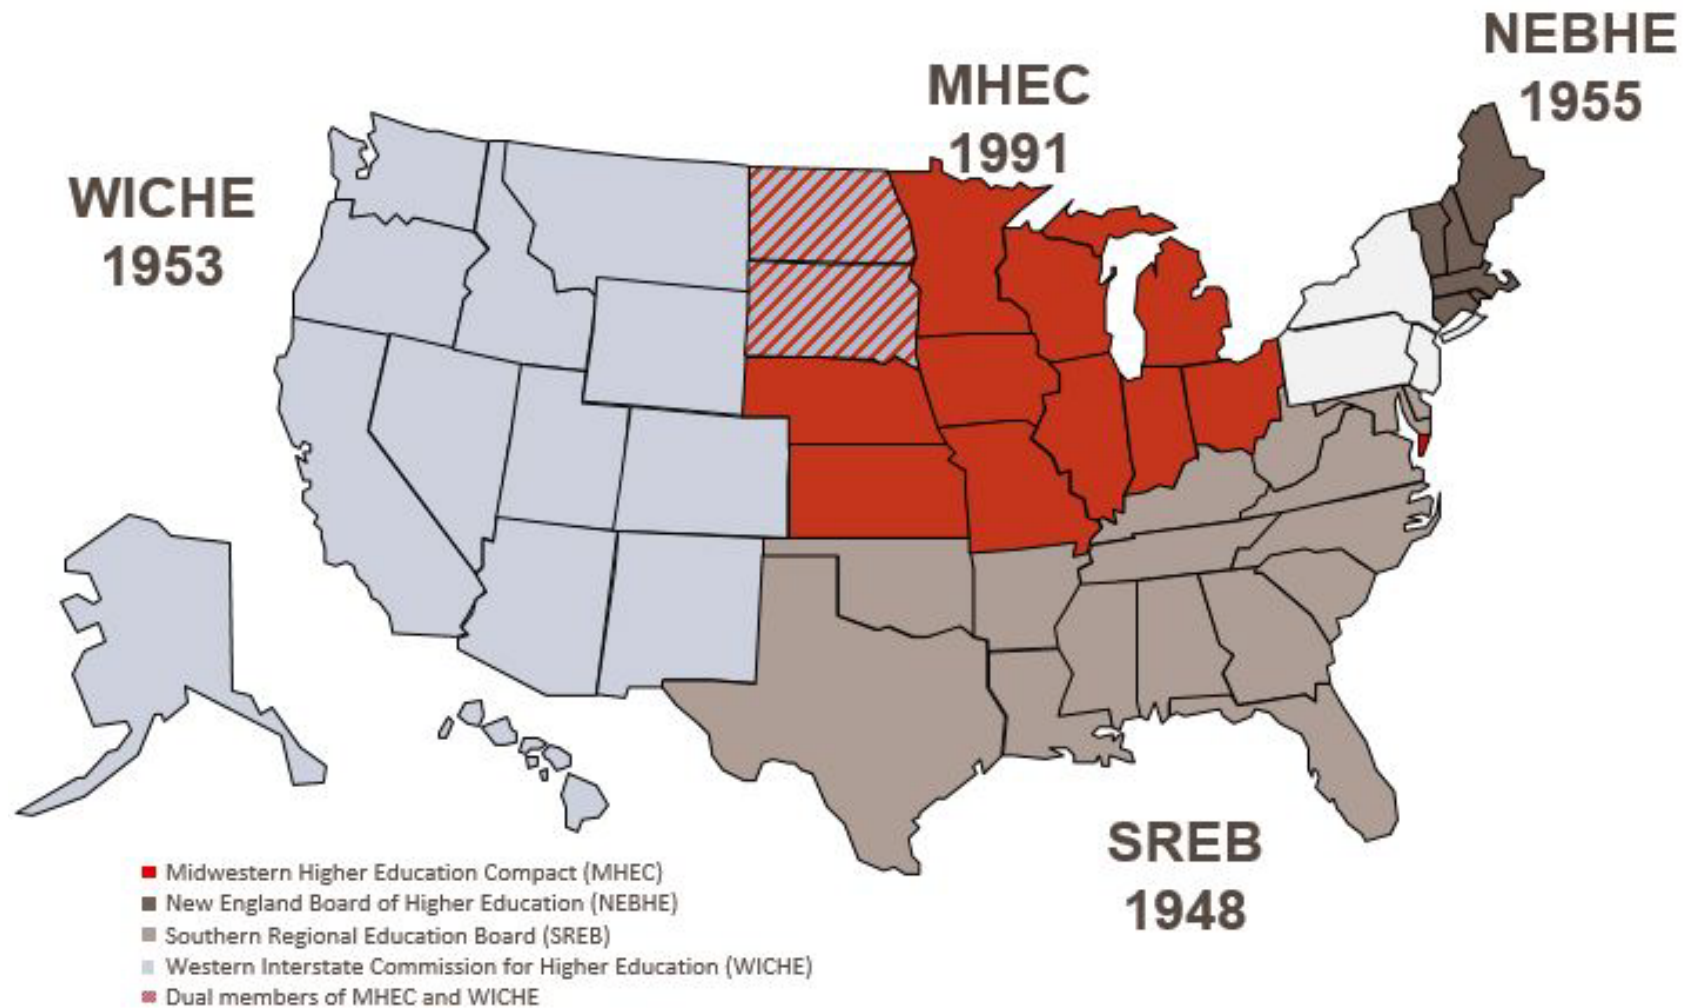 NEBHE
1955
MHEC
1991
WICHE
1953
SREB
1948
Midwestern Higher Education Compact (MHEC)
New England Board of Higher Education (NEBHE)
Southern Regional Education Board (SREB)
Western Interstate Commission for Higher Education (WICHE)
Dual members of MHEC and WICHE